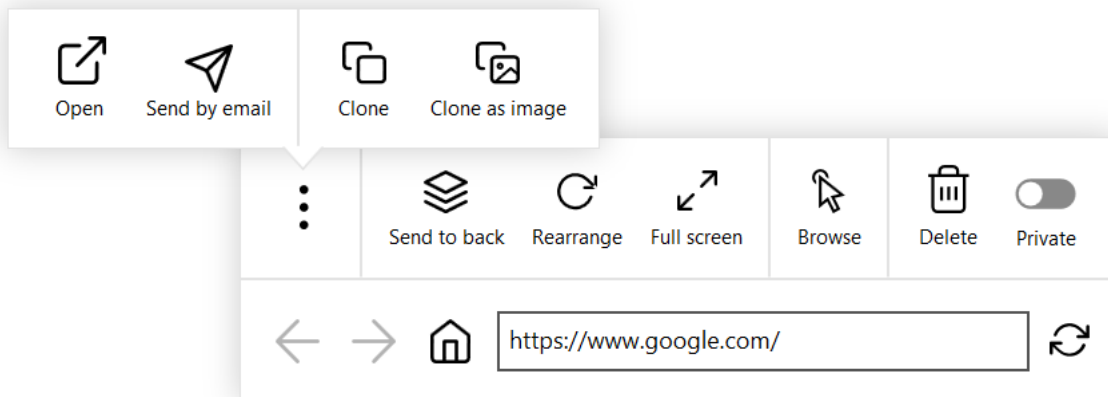 Open
Send by email
Clone
Clone as image
Send to back
Rearrange
Full screen
Browse
Delete
Private
https://www.google.com/